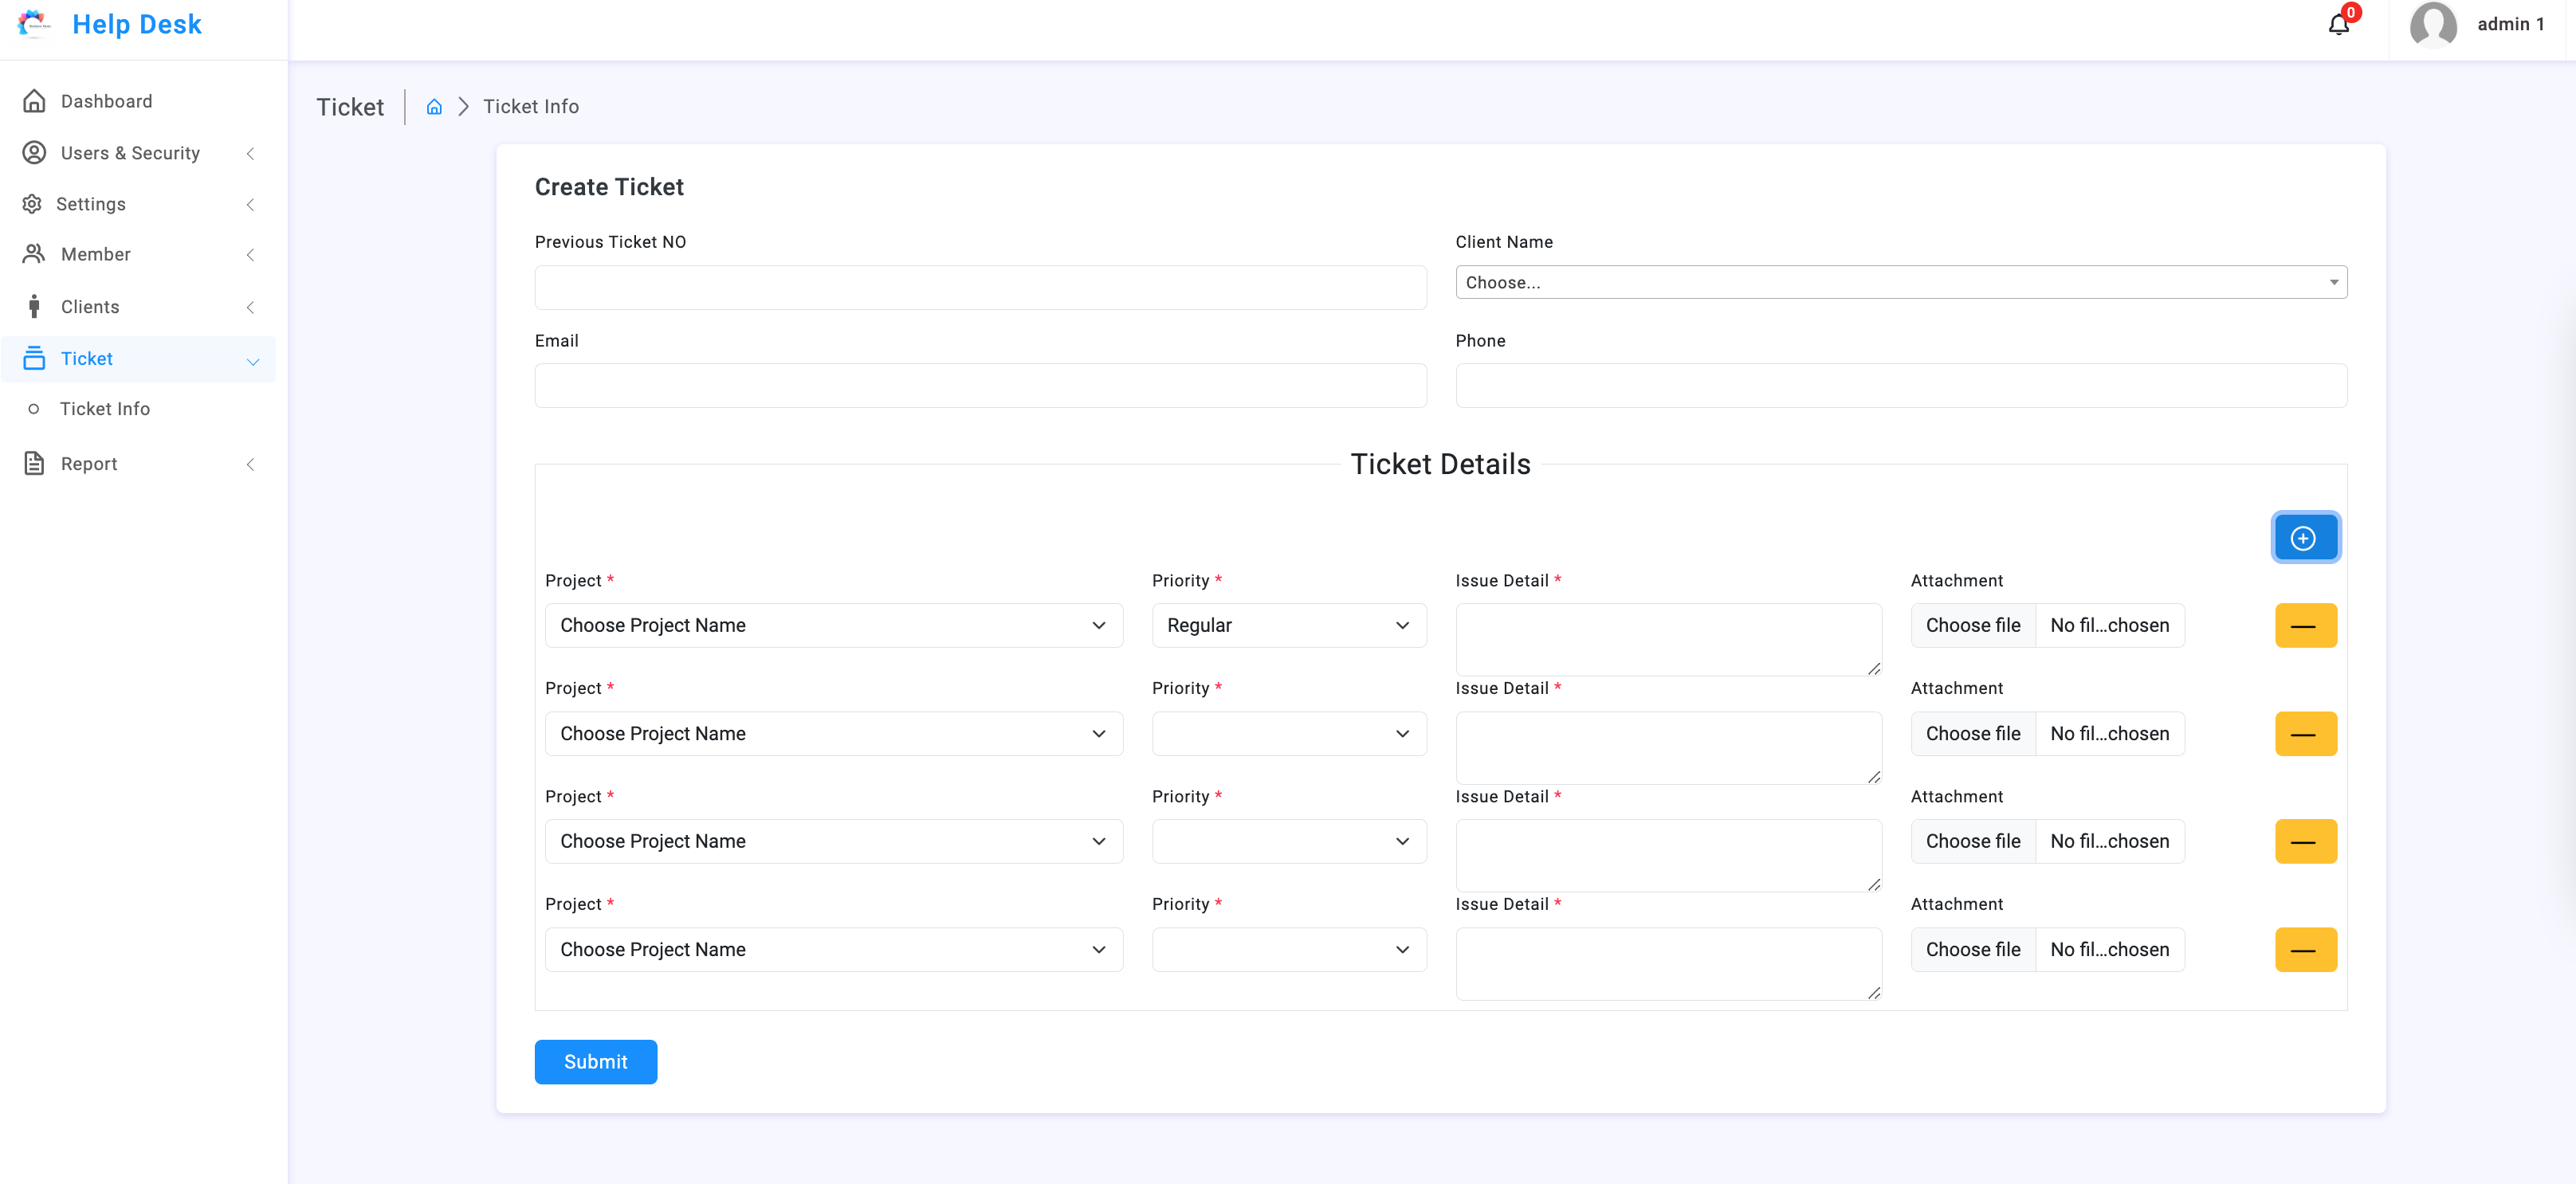 Help Desk
0
admin 1
Dashboard
Users & Security
Settings
Member
Clients
Ticket
Ticket Info
Report
Ticket
Ticket Info
Create Ticket
Previous Ticket NO
Client Name
Choose...
Email
Phone
Ticket Details
Project * Priority * Issue Detail * Attachment
Choose Project Name Regular Choose file No fil...chosen
Project * Priority * Issue Detail * Attachment
Choose Project Name Choose file No fil...chosen
Project * Priority * Issue Detail * Attachment
Choose Project Name Choose file No fil...chosen
Project * Priority * Issue Detail * Attachment
Choose Project Name Choose file No fil...chosen
Submit